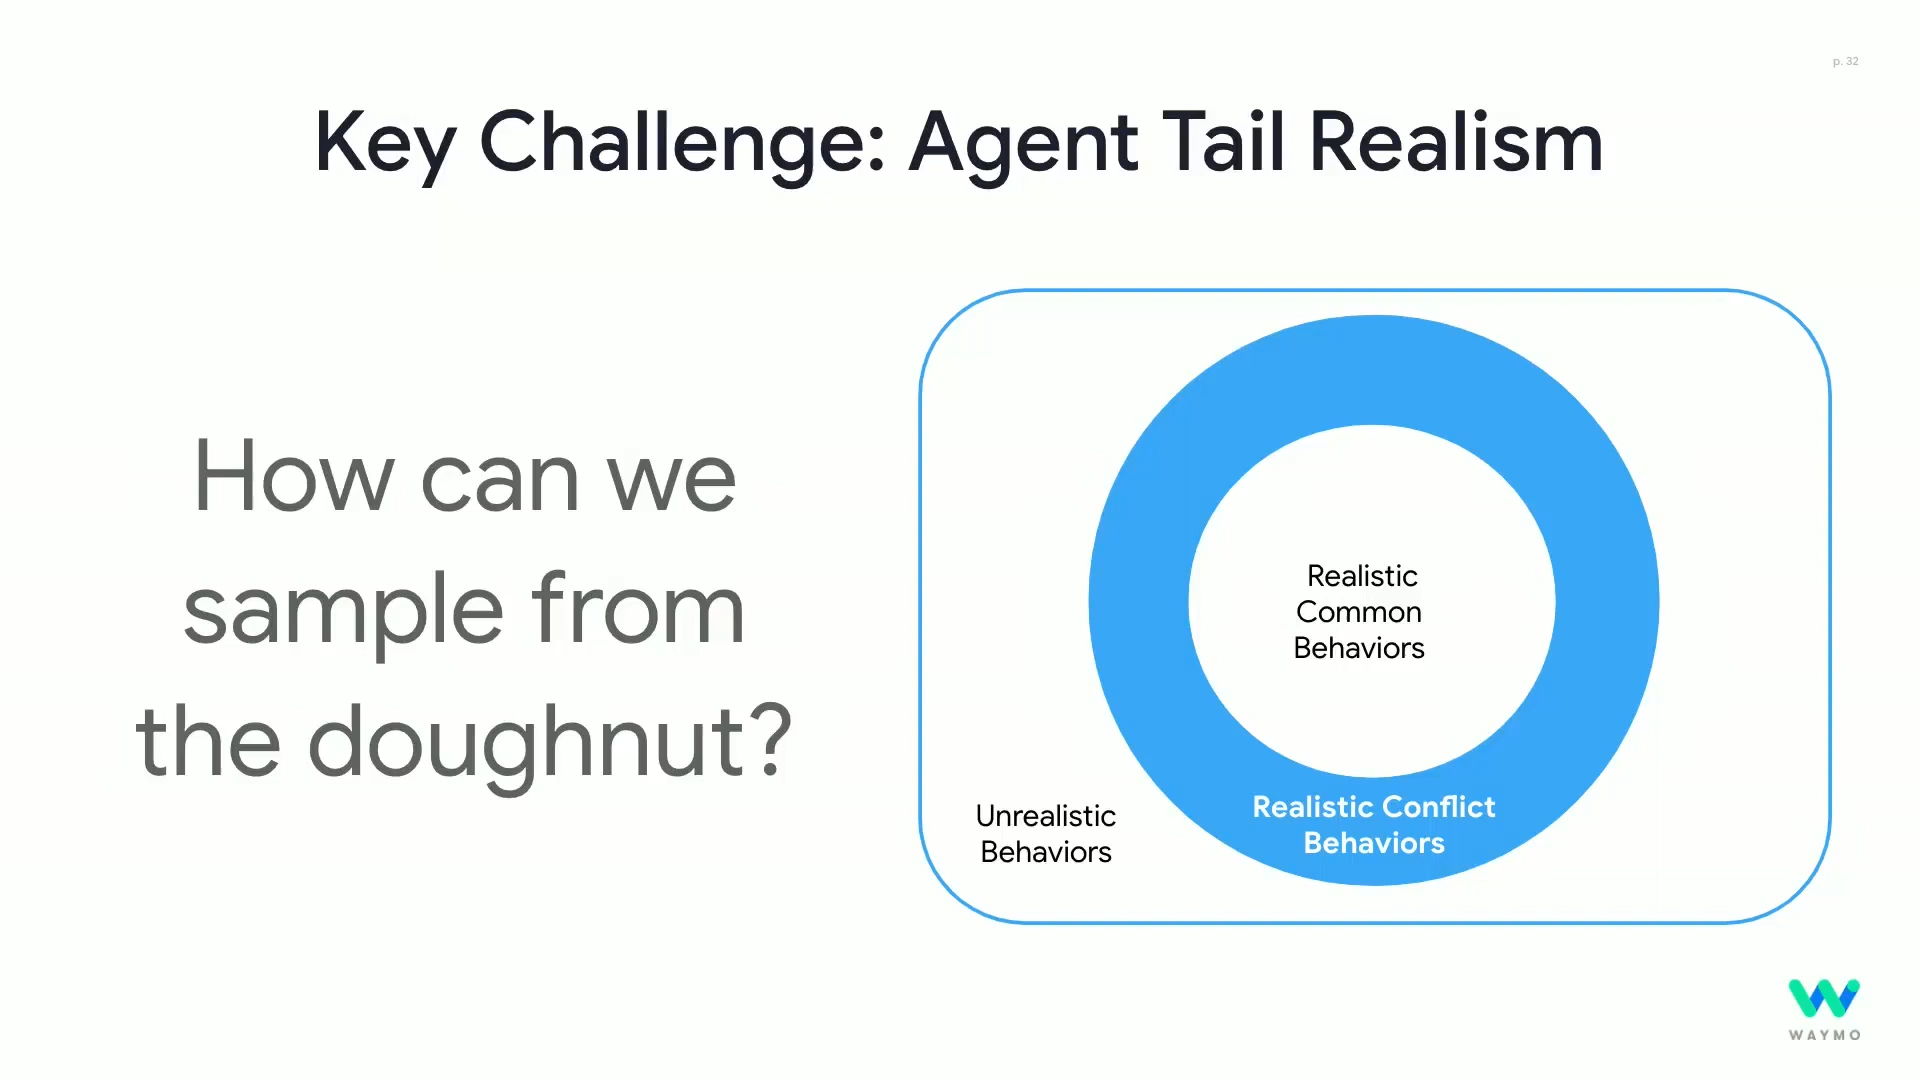 p. 32
Key Challenge: Agent Tail Realism
How can we
sample from
the doughnut?
Realistic
Common
Behaviors
Realistic Conflict
Behaviors
Unrealistic
Behaviors
WAYMO